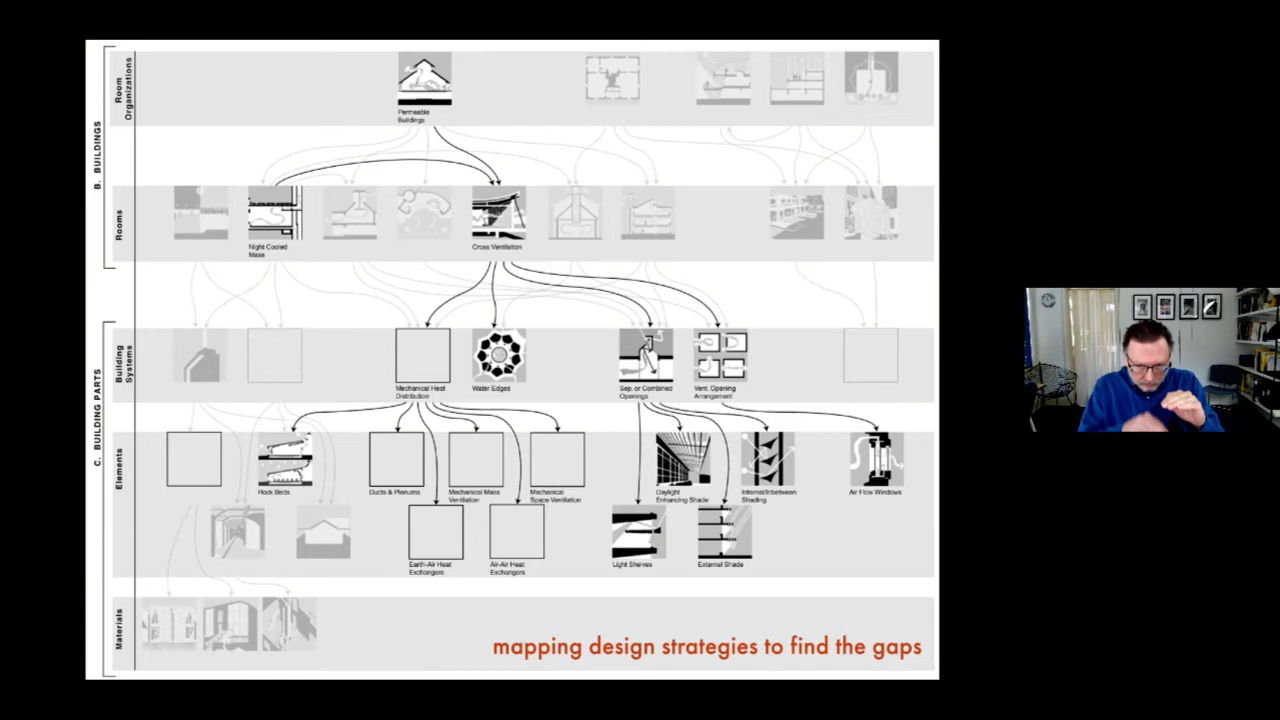 B. BUILDINGS
Room
Organizations
Permeable
Buildings
Rooms
Night Cooled
Mass
Cross Ventilation
C. BUILDING PARTS
Building
Systems
Mechanical Heat
Distribution
Water Edges
Sep. or Combined
Openings
Vent. Opening
Arrangement
Elements
Rock Beds
Ducts & Plenums
Mechanical Mass
Ventilation
Mechanical
Space Ventilation
Daylight
Enhancing Shade
Internal/Inbetween
Shading
Air Flow Windows
Earth-Air Heat
Exchangors
Air-Air Heat
Exchangors
Light Shelves
External Shade
Materials
mapping design strategies to find the gaps